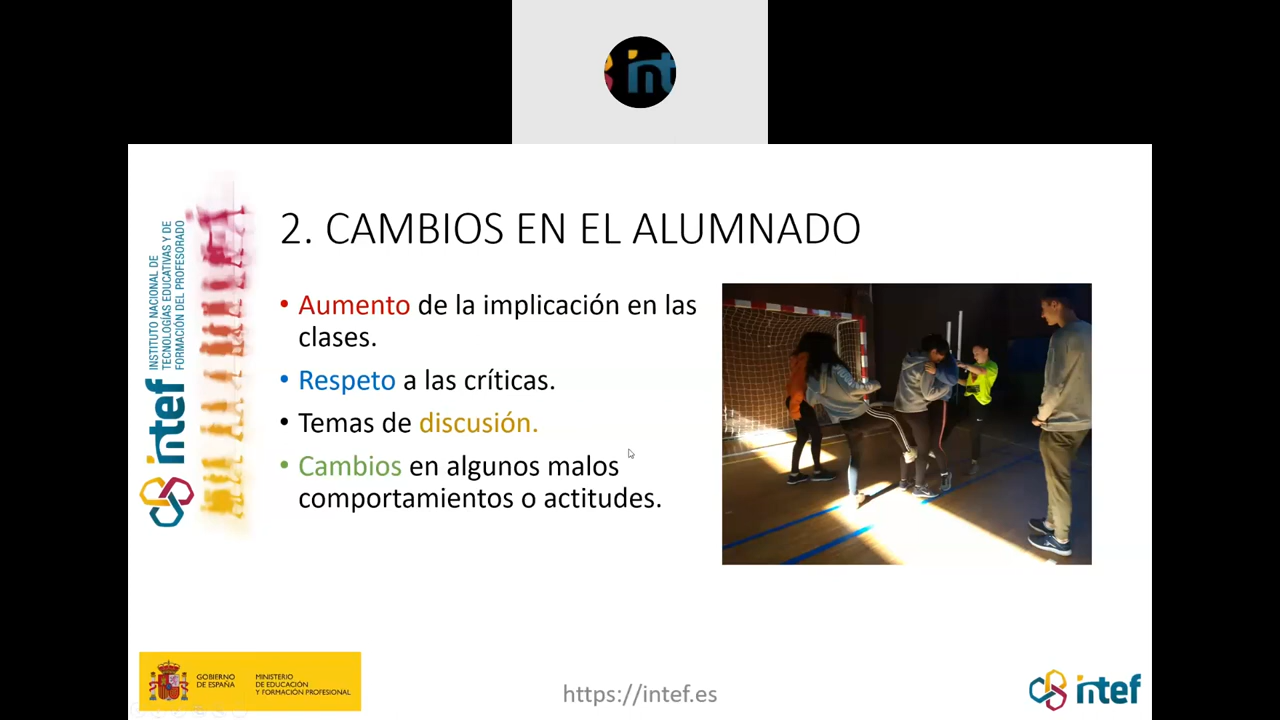 int
2. CAMBIOS EN EL ALUMNADO
INSTITUTO NACIONAL DE
TECNOLOGÍAS EDUCATIVAS Y DE
FORMACIÓN DEL PROFESORADO
intef
• Aumento de la implicación en las
clases.
• Respeto a las críticas.
• Temas de discusión.
• Cambios en algunos malos
comportamientos o actitudes.
GOBIERNO
DE ESPAÑA
MINISTERIO
DE EDUCACIÓN
Y FORMACIÓN PROFESIONAL
https://intef.es
intef